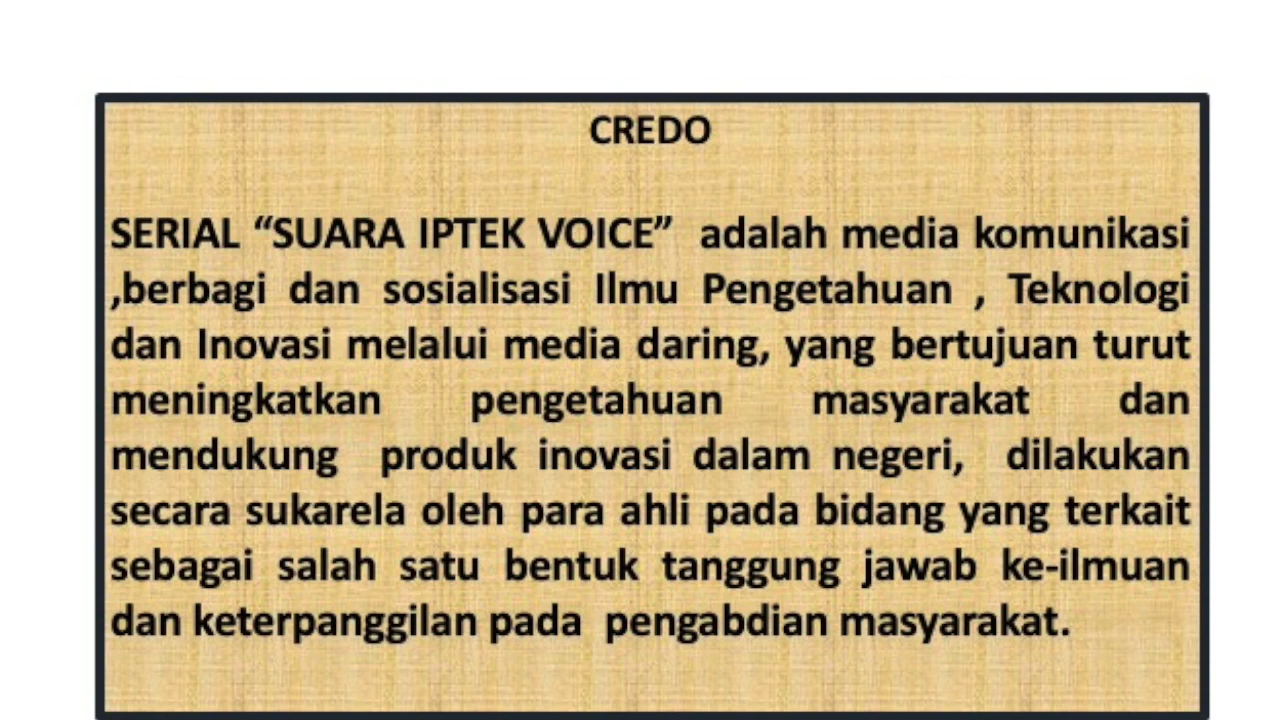 CREDO
SERIAL “SUARA IPTEK VOICE”  adalah media komunikasi
,berbagi dan sosialisasi Ilmu Pengetahuan , Teknologi
dan Inovasi melalui media daring, yang bertujuan turut
meningkatkan pengetahuan masyarakat dan
mendukung  produk inovasi dalam negeri,  dilakukan
secara sukarela oleh para ahli pada bidang yang terkait
sebagai salah satu bentuk tanggung jawab ke-ilmuan
dan keterpanggilan pada  pengabdian masyarakat.